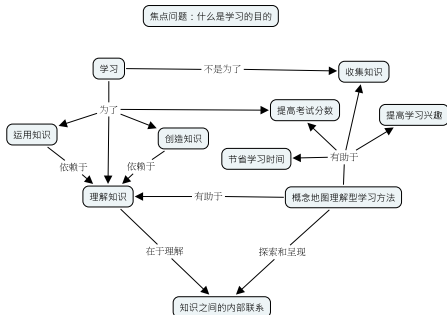 焦点问题：什么是学习的目的
学习
不是为了
收集知识
为了
提高考试分数
提高学习兴趣
运用知识
创造知识
节省学习时间
有助于
依赖于
依赖于
理解知识
有助于
概念地图理解型学习方法
在于理解
探索和呈现
知识之间的内部联系